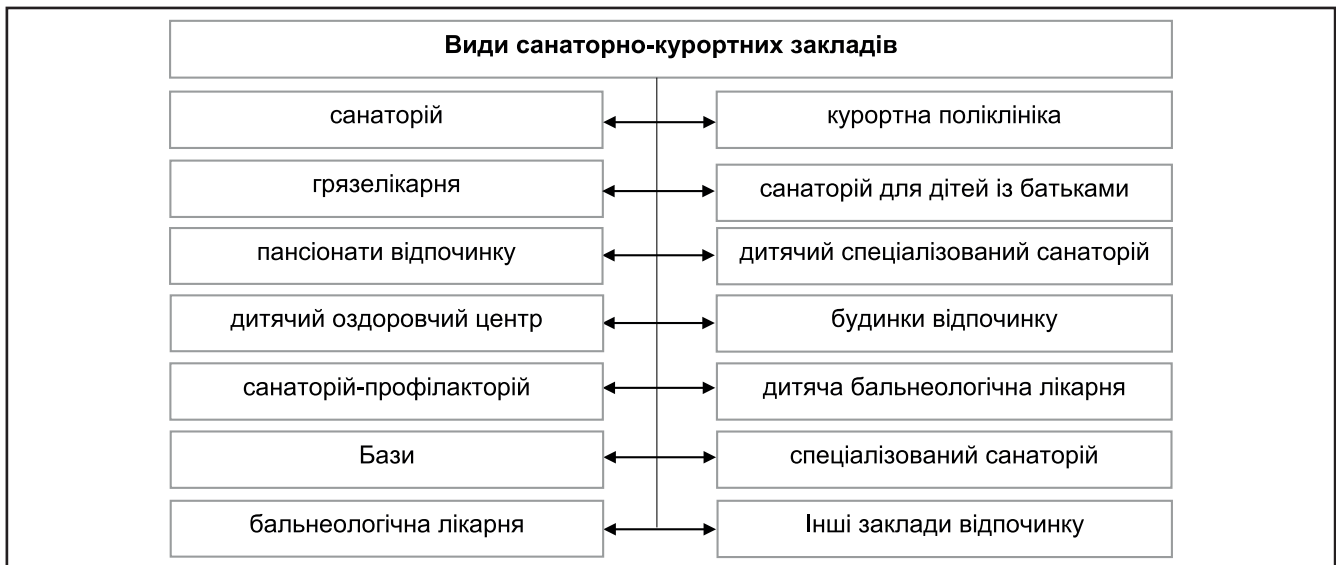 Види санаторно-курортних закладів
санаторій
курортна поліклініка
грязелікарня
санаторій для дітей із батьками
пансіонати відпочинку
дитячий спеціалізований санаторій
дитячий оздоровчий центр
будинки відпочинку
санаторій-профілакторій
дитяча бальнеологічна лікарня
Бази
спеціалізований санаторій
бальнеологічна лікарня
Інші заклади відпочинку